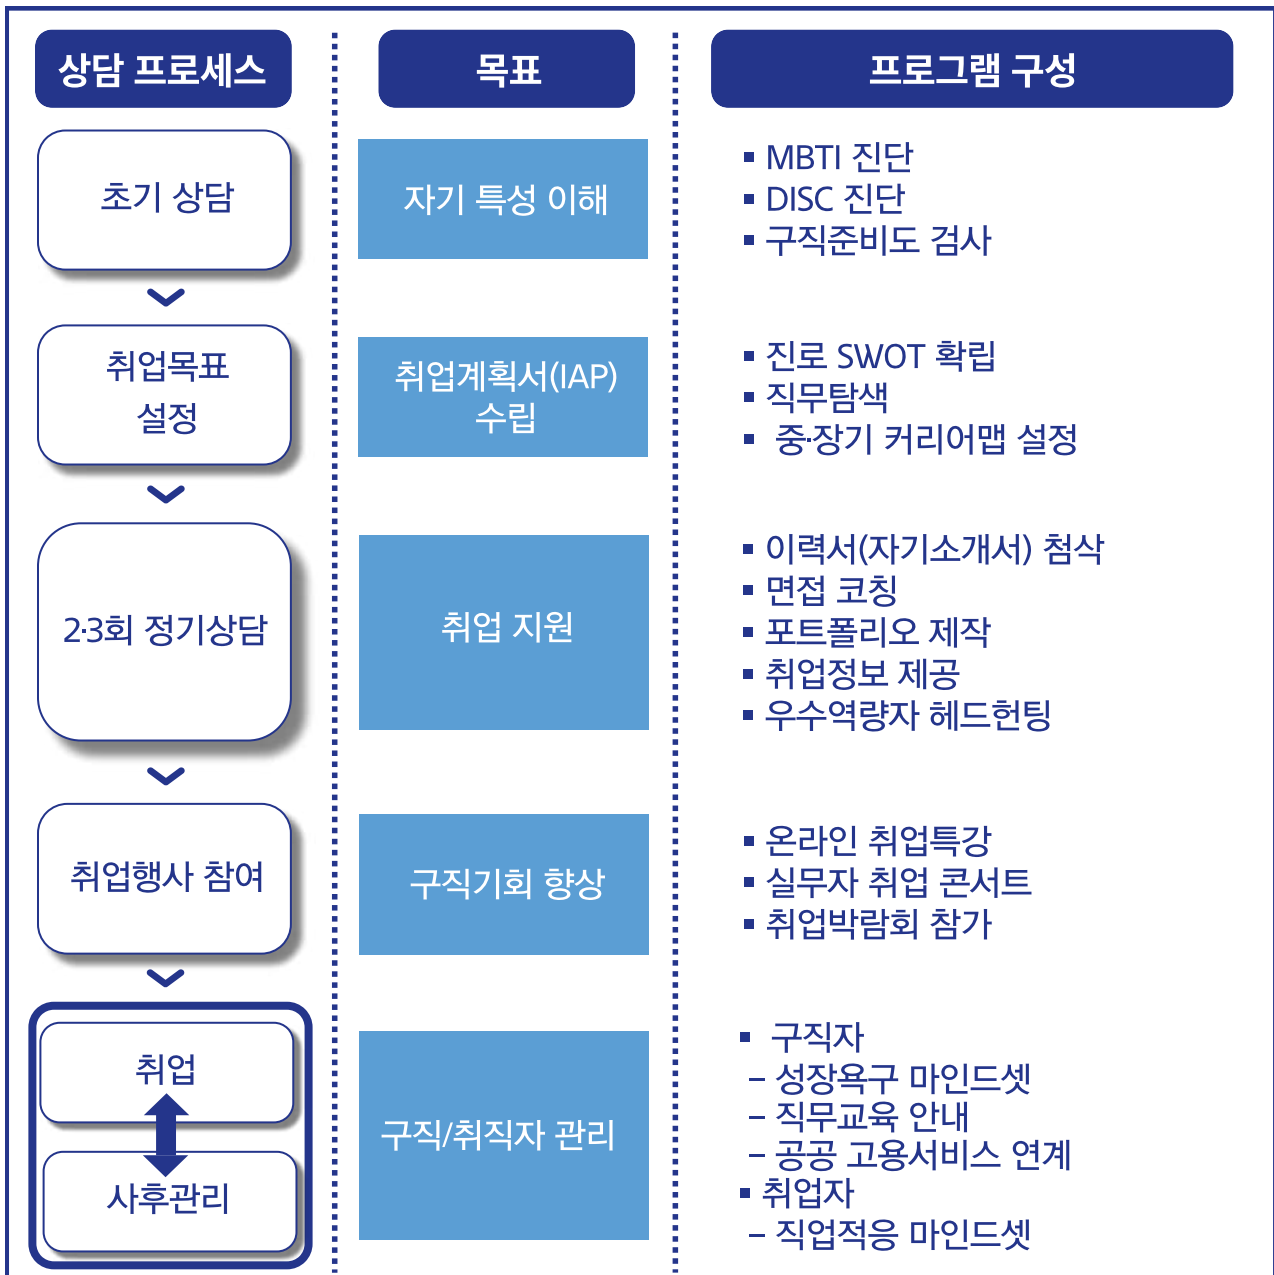 상담 프로세스
목표
프로그램 구성
초기 상담
자기 특성 이해
▪ MBTI 진단
▪ DISC 진단
▪ 구직준비도 검사
취업목표
설정
취업계획서(IAP)
수립
▪ 진로 SWOT 확립
▪ 직무탐색
▪ 중·장기 커리어맵 설정
2·3회 정기상담
취업 지원
▪ 이력서(자기소개서) 첨삭
▪ 면접 코칭
▪ 포트폴리오 제작
▪ 취업정보 제공
▪ 우수역량자 헤드헌팅
취업행사 참여
구직기회 향상
▪ 온라인 취업특강
▪ 실무자 취업 콘서트
▪ 취업박람회 참가
취업
사후관리
구직/취직자 관리
▪ 구직자
– 성장욕구 마인드셋
– 직무교육 안내
– 공공 고용서비스 연계
▪ 취업자
– 직업적응 마인드셋